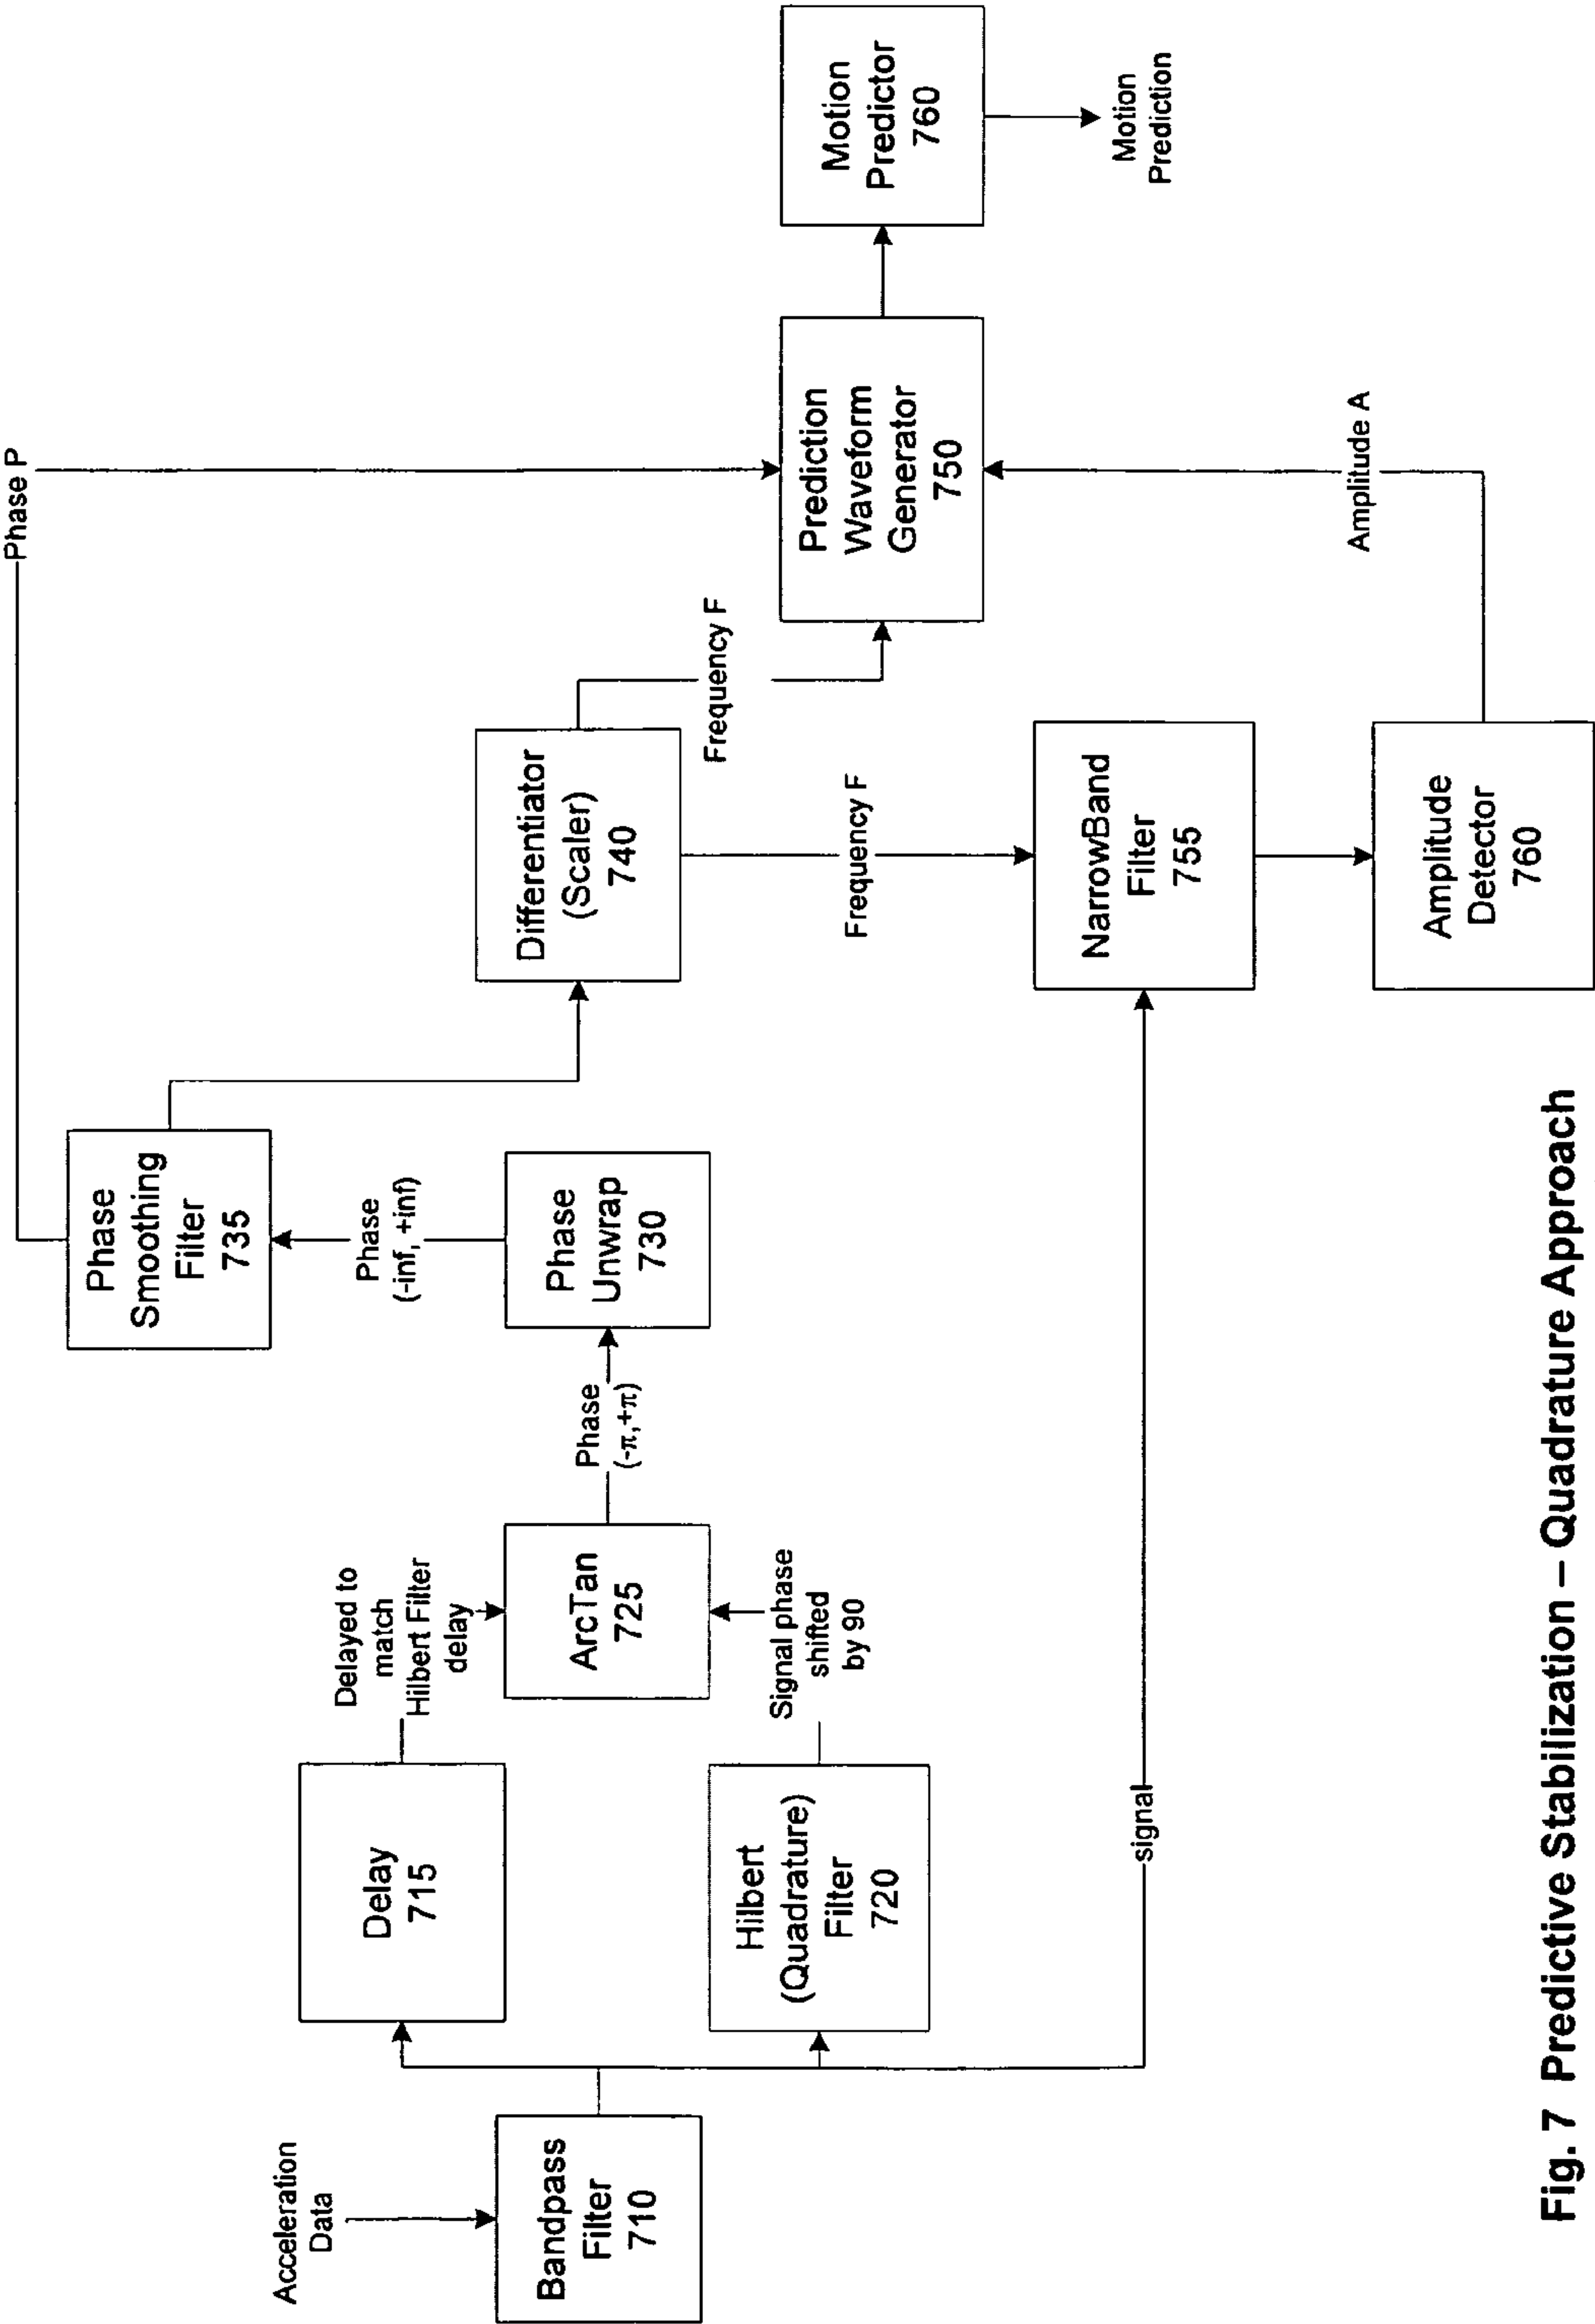 Acceleration
Data
Bandpass
Filter
710
Delay
715
Hilbert
(Quadrature)
Filter
720
Delayed to
match
Hilbert Filter
delay
Signal phase
shifted
by 90
ArcTan
725
Phase
(-π,+π)
Phase
Unwrap
730
Phase
(-inf, +inf)
Phase
Smoothing
Filter
735
Phase P
Differentiator
(Scaler)
740
Frequency F
Frequency F
signal
NarrowBand
Filter
755
Amplitude
Detector
760
Amplitude A
Prediction
Waveform
Generator
750
Motion
Predictor
760
Motion
Prediction
Fig. 7 Predictive Stabilization – Quadrature Approach